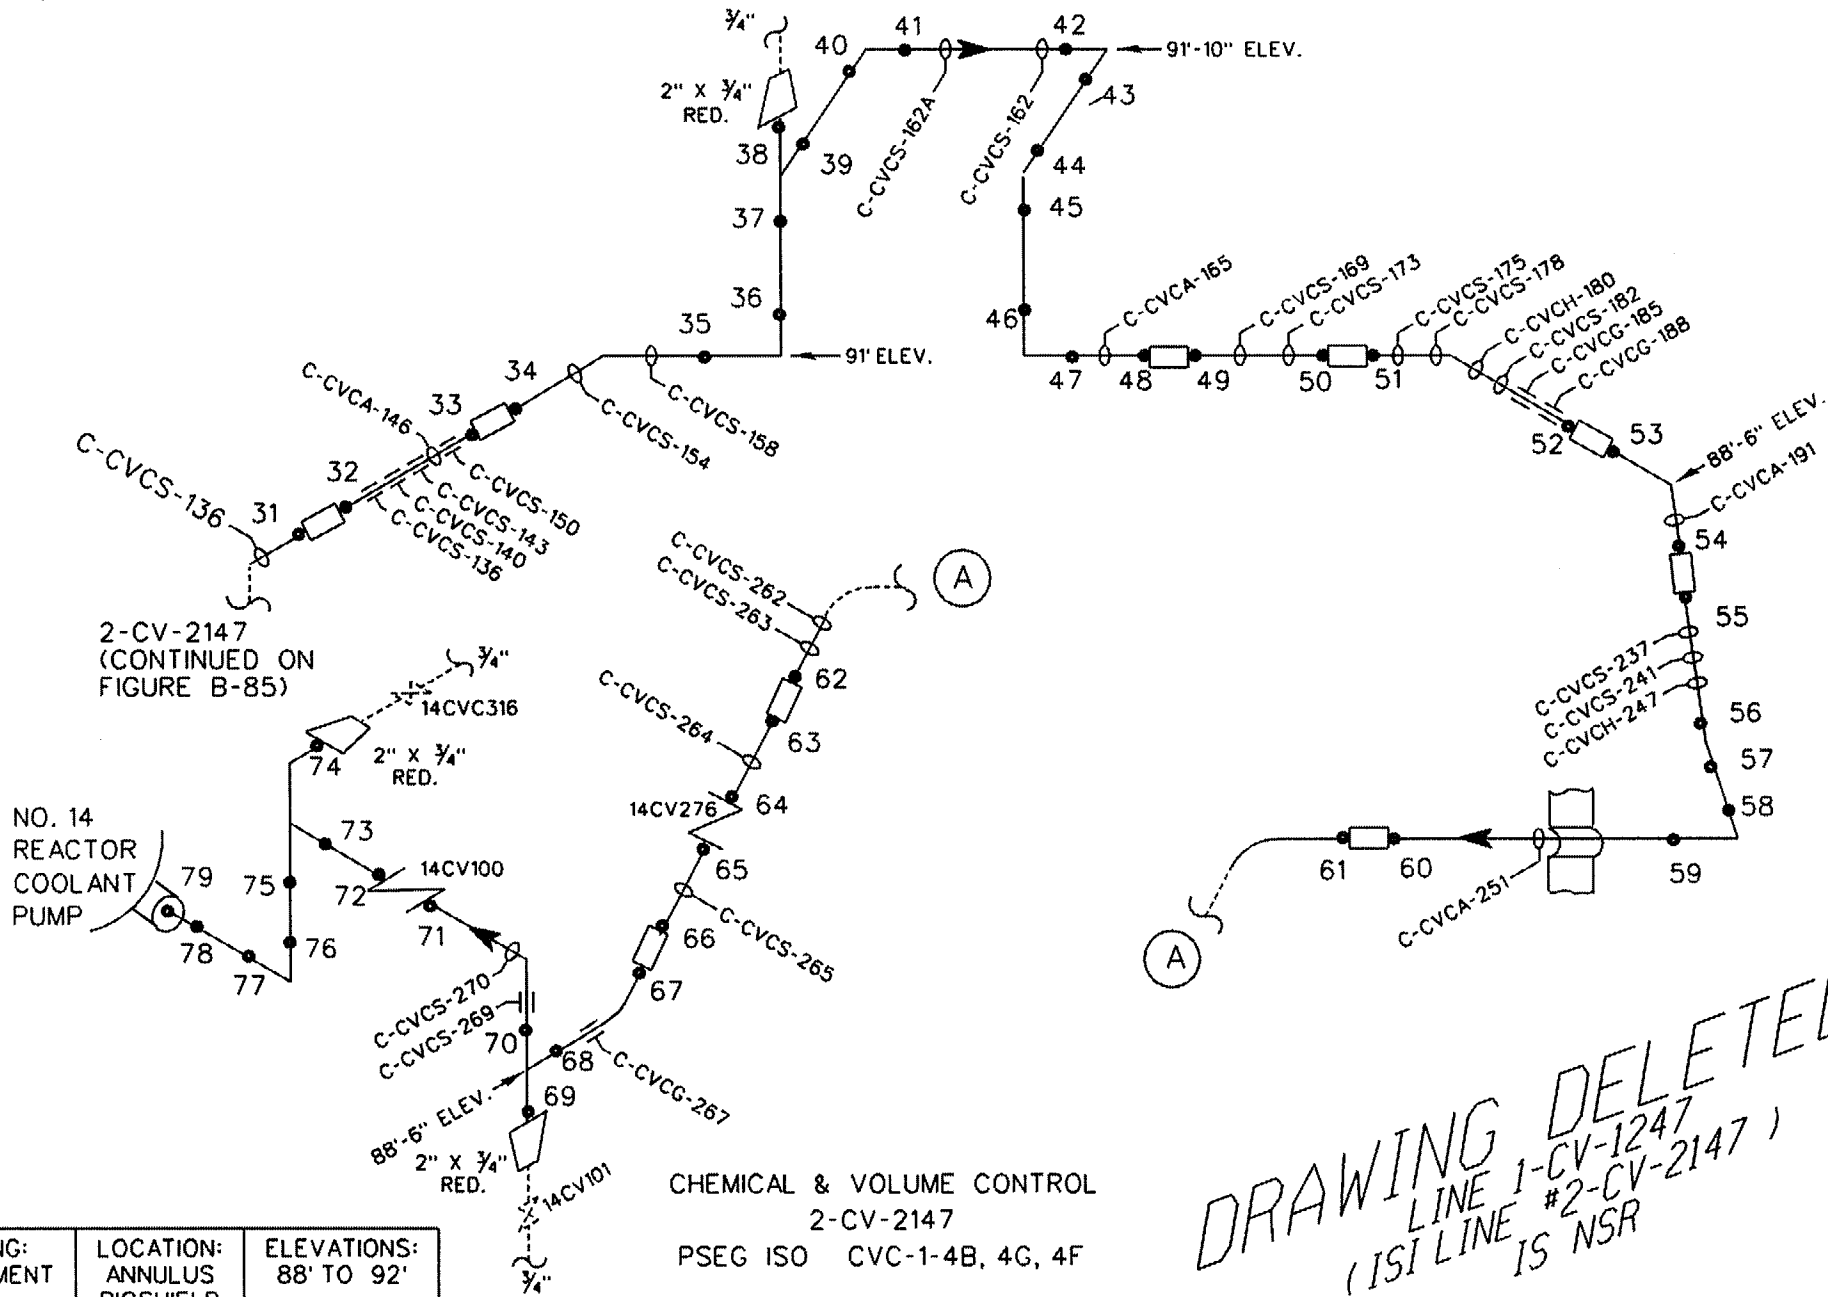 3/4"
41
42
40
91'-10" ELEV.
2" X 3/4"
RED.
43
C-CVCS-162A
C-CVCS-162
38
39
44
37
45
36
46
35
91' ELEV.
C-CVCA-165
C-CVCS-169
C-CVCS-173
C-CVCS-175
C-CVCS-178
C-CVCH-180
C-CVCS-182
C-CVCG-185
C-CVCG-188
47
48
49
50
51
52
53
88'-6" ELEV.
C-CVCA-191
54
55
C-CVCS-237
C-CVCS-241
C-CVCH-247
56
57
58
59
60
61
C-CVCA-251
A
34
33
C-CVCA-146
C-CVCS-158
C-CVCS-154
32
C-CVCS-150
C-CVCS-143
C-CVCS-140
C-CVCS-136
C-CVCS-136
31
2-CV-2147
(CONTINUED ON
FIGURE B-85)
C-CVCS-262
C-CVCS-263
A
62
63
C-CVCS-264
14CV276
64
65
C-CVCS-265
66
67
3/4"
14CVC316
2" X 3/4"
RED.
74
73
14CV100
72
71
NO. 14
REACTOR
COOLANT
PUMP
79
78
77
76
75
C-CVCS-270
C-CVCS-269
70
68
C-CVCG-267
88'-6" ELEV.
69
2" X 3/4"
RED.
14CV101
3/4"
CHEMICAL & VOLUME CONTROL
2-CV-2147
PSEG ISO CVC-1-4B, 4G, 4F
DRAWING DELETED
LINE 1-CV-1247
(ISI LINE #2-CV-2147)
IS NSR
LOCATION:
ANNULUS
ELEVATIONS:
88' TO 92'